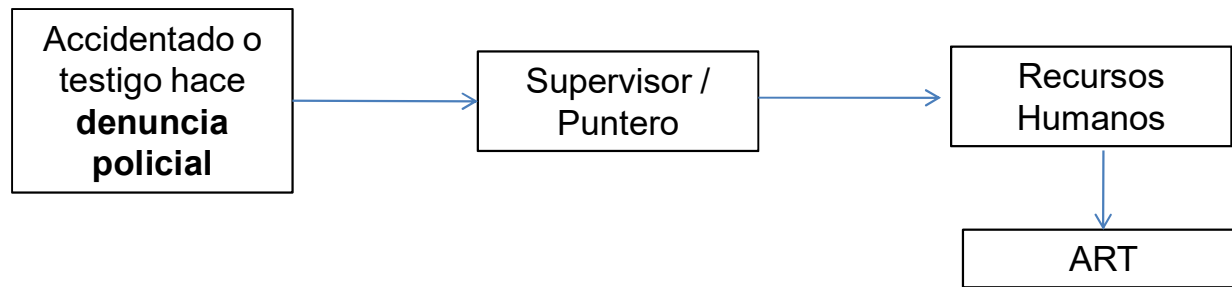 Accidentado o
testigo hace
denuncia
policial
Supervisor /
Puntero
Recursos
Humanos
ART